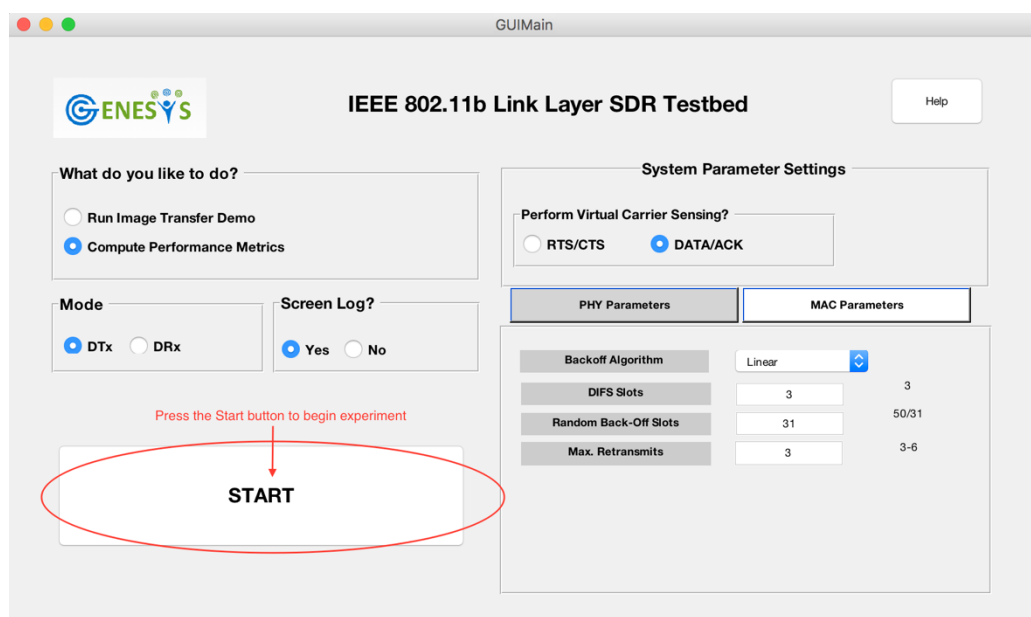 GUIMain
GENESYS
IEEE 802.11b Link Layer SDR Testbed
Help
What do you like to do?
Run Image Transfer Demo
Compute Performance Metrics
System Parameter Settings
Perform Virtual Carrier Sensing?
RTS/CTS DATA/ACK
Mode
DTx DRx
Screen Log?
Yes No
PHY Parameters MAC Parameters
Backoff Algorithm Linear
DIFS Slots 3 3
Random Back-Off Slots 31 50/31
Max. Retransmits 3 3-6
Press the Start button to begin experiment
START